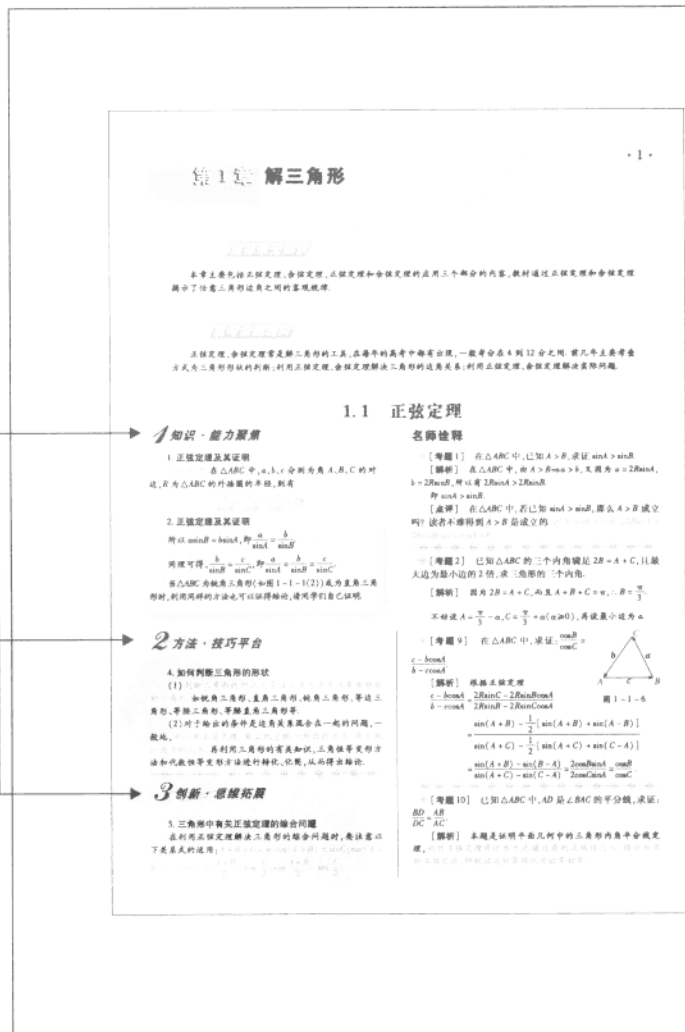 ·1·
第1章 解三角形
本章主要包括正弦定理、余弦定理,正弦定理和余弦定理的应用三个部分的内容,教材通过正弦定理和余弦定理
揭示了任意三角形边角之间的客观规律.
正弦定理、余弦定理常是解三角形的工具,在每年的高考中都有出现,一般考分在4到12分之间.前几年主要考查
方式为三角形形状的判断;利用正弦定理、余弦定理解决三角形的边角关系;利用正弦定理、余弦定理解决实际问题.
1.1 正弦定理
1 知识·能力聚焦
1.正弦定理及其证明
在△ABC中,a、b、c分别为角A、B、C的对
边,R为△ABC的外接圆的半径,则有
2.正弦定理及其证明
所以 asinB=bsinA,即a/sinA=b/sinB.
同理可得,b/sinB=c/sinC,即a/sinA=b/sinB=c/sinC.
当△ABC为钝角三角形(如图1-1-1(2))或为直角三角
形时,利用同样的方法也可以证得结论,请同学们自己证明.
2 方法·技巧平台
4.如何判断三角形的形状
(1)
如锐角三角形、直角三角形、钝角三角形、等边三
角形、等腰三角形、等腰直角三角形等.
(2)对于给出的条件是边角关系混合在一起的问题,一
般地,
再利用三角形的有关知识,三角恒等变形方
法和代数恒等变形方法进行转化、化简,从而得出结论.
3 创新·思维拓展
5.三角形中有关正弦定理的综合问题
在利用正弦定理解决三角形的综合问题时,要注意以
下关系式的运用:
名师诠释
[考题1] 在△ABC中,已知A>B,求证 sinA>sinB.
[解析] 在△ABC中,由A>B⇒a>b,又因为a=2RsinA,
b=2RsinB,所以有2RsinA>2RsinB.
即 sinA>sinB.
[点评] 在△ABC中,若已知 sinA>sinB,那么A>B成立
吗?读者不难得到A>B是成立的.
[考题2] 已知△ABC的三个内角满足2B=A+C,且最
大边为最小边的2倍,求三角形的三个内角.
[解析] 因为2B=A+C,而且A+B+C=π,∴B=π/3.
不妨设A=π/3-α,C=π/3+α(α≥0),再设最小边为a.
[考题9] 在△ABC中,求证:cosB/cosC=
(c-bcosA)/(b-ccosA).
[解析] 根据正弦定理
(c-bcosA)/(b-ccosA)=(2RsinC-2RsinBcosA)/(2RsinB-2RsinCcosA)
=(sin(A+B)-1/2[sin(A+B)+sin(A-B)])/(sin(A+C)-1/2[sin(A+C)+sin(C-A)])
=(sin(A+B)-sin(B-A))/(sin(A+C)-sin(C-A))=2cosBsinA/2cosCsinA=cosB/cosC.
C
b a
A c B
图1-1-6
[考题10] 已知△ABC中,AD是∠BAC的平分线,求证:
BD/DC=AB/AC.
[解析] 本题是证明平面几何中的三角形内角平分线定
理,